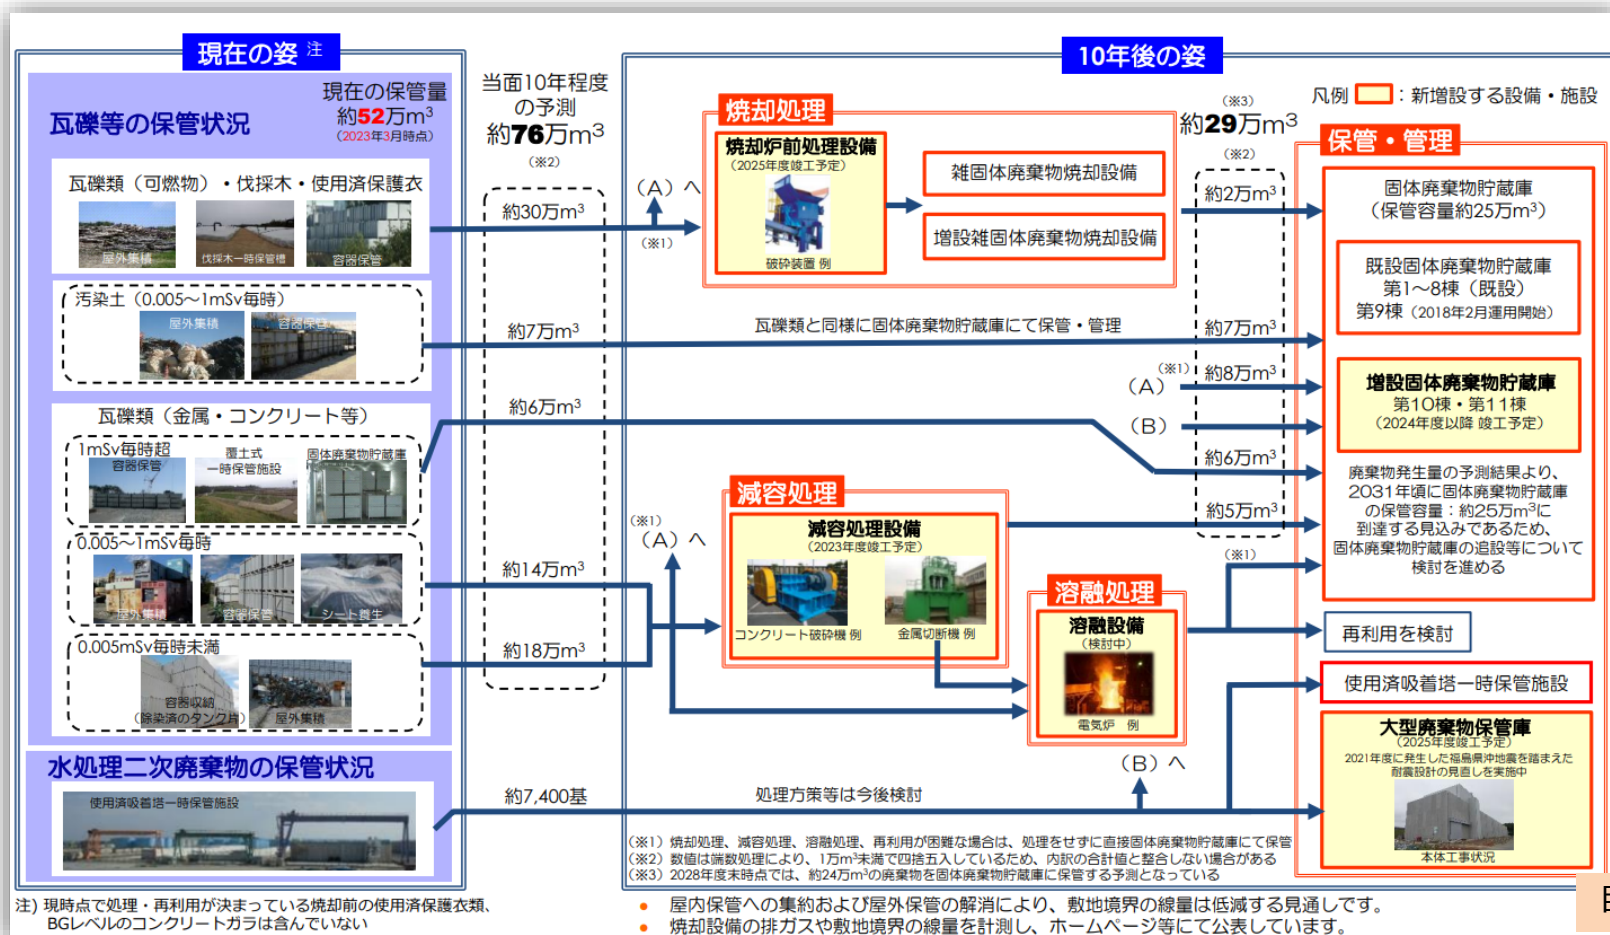 現在の姿 注
瓦礫等の保管状況
現在の保管量
約52万m³
(2023年3月時点)
瓦礫類（可燃物）・伐採木・使用済保護衣
屋外集積
伐採木一時保管槽
容器保管
汚染土（0.005～1mSv毎時）
屋外集積
容器保管
瓦礫類（金属・コンクリート等）
1mSv毎時超
容器保管
覆土式
一時保管施設
固体廃棄物貯蔵庫
0.005～1mSv毎時
屋外集積
容器保管
シート養生
0.005mSv毎時未満
容器収納
（除染済のタンク片）
屋外集積
水処理二次廃棄物の保管状況
使用済吸着塔一時保管施設
当面10年程度
の予測
約76万m³
（※2）
約30万m³
約7万m³
約6万m³
約14万m³
約18万m³
約7,400基
10年後の姿
凡例 ：新増設する設備・施設
（A）へ
（※1）
焼却処理
焼却炉前処理設備
（2025年度竣工予定）
破砕装置 例
雑固体廃棄物焼却設備
増設雑固体廃棄物焼却設備
瓦礫類と同様に固体廃棄物貯蔵庫にて保管・管理
（※1）
（A）へ
減容処理
減容処理設備
（2023年度竣工予定）
コンクリート破砕機 例
金属切断機 例
溶融処理
溶融設備
（検討中）
電気炉 例
（B）へ
処理方策等は今後検討
（※3）
約29万m³
（※2）
約2万m³
約7万m³
（※1）
（A）
約8万m³
（B）
約6万m³
約5万m³
（※1）
保管・管理
固体廃棄物貯蔵庫
（保管容量約25万m³）
既設固体廃棄物貯蔵庫
第1～8棟（既設）
第9棟（2018年2月運用開始）
増設固体廃棄物貯蔵庫
第10棟・第11棟
（2024年度以降 竣工予定）
廃棄物発生量の予測結果より、
2031年頃に固体廃棄物貯蔵庫
の保管容量：約25万m³に
到達する見込みであるため、
固体廃棄物貯蔵庫の追設等について
検討を進める
再利用を検討
使用済吸着塔一時保管施設
大型廃棄物保管庫
（2025年度竣工予定）
2021年度に発生した福島県沖地震を踏まえた
耐震設計の見直しを実施中
本体工事状況
（※1）焼却処理、減容処理、溶融処理、再利用が困難な場合は、処理をせずに直接固体廃棄物貯蔵庫にて保管
（※2）数値は端数処理により、1万m³未満で四捨五入しているため、内訳の合計値と整合しない場合がある
（※3）2028年度末時点では、約24万m³の廃棄物を固体廃棄物貯蔵庫に保管する予測となっている
注）現時点で処理・再利用が決まっている焼却前の使用済保護衣類、
BGレベルのコンクリートガラは含んでいない
● 屋内保管への集約および屋外保管の解消により、敷地境界の線量は低減する見通しです。
● 焼却設備の排ガスや敷地境界の線量を計測し、ホームページ等にて公表しています。